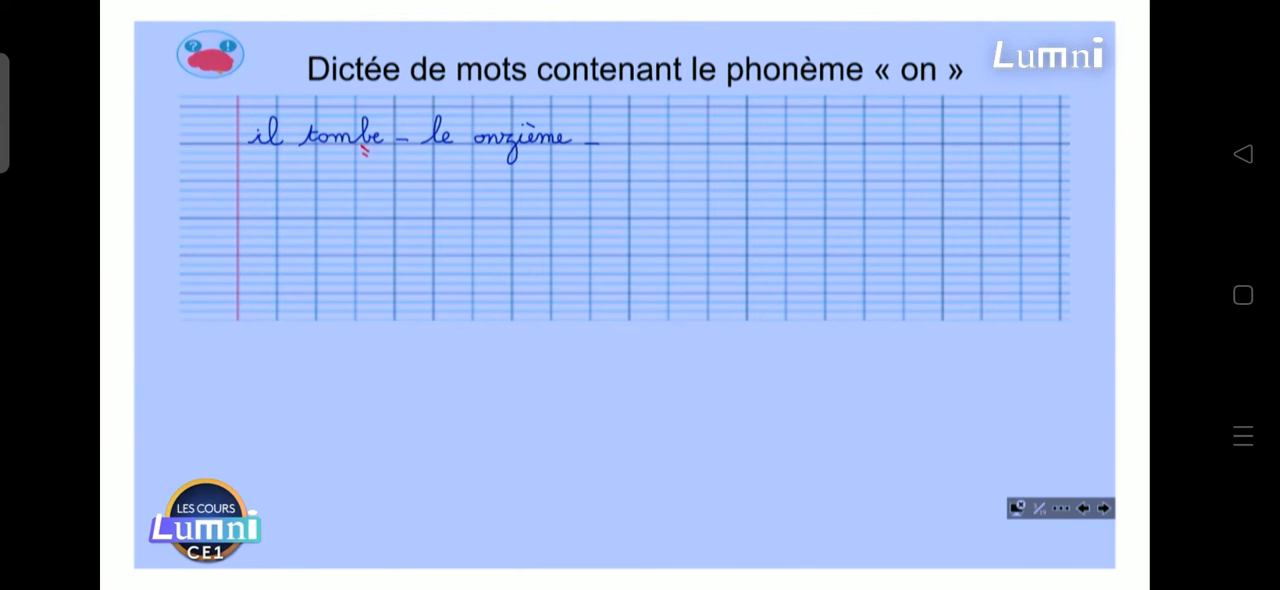 Dictée de mots contenant le phonème « on »
Lumni
il tombe - le onzième -
LES COURS
Lumni
CE1